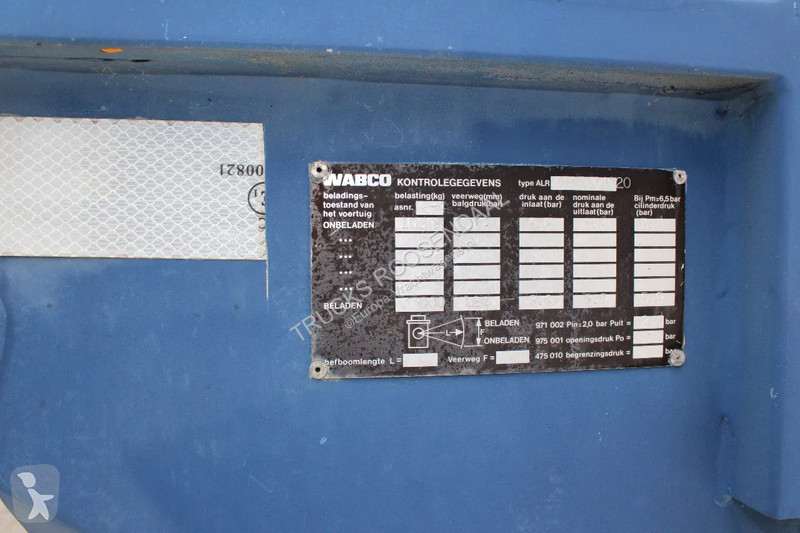 WABCO KONTROLEGEGEVENS type ALR 20
beladings- toestand van het voertuig
belasting(kg) asnr.
veerweg(mm) balgdruk(bar)
druk aan de inlaat(bar)
nominale druk aan de uitlaat(bar)
Bij Pm=6,5bar cilinderdruk (bar)
ONBELADEN
...
...
...
...
BELADEN
BELADEN
ONBELADEN
L
F
971 002 Pin=2,0 bar Puit = bar
975 001 openingsdruk Po= bar
475 010 begrenzingsdruk= bar
hefboomlengte L = Veerweg F =
00821
TRUCKS ROOSENDAAL